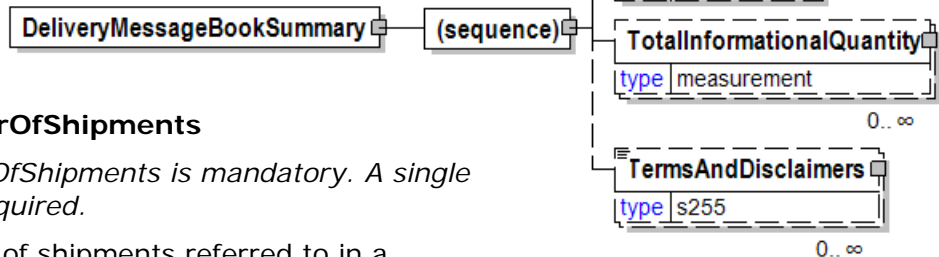 DeliveryMessageBookSummary
(sequence)
TotalInformationalQuantity
type measurement
0.. ∞
rOfShipments
OfShipments is mandatory. A single
quired.
of shipments referred to in a
TermsAndDisclaimers
type s255
0.. ∞